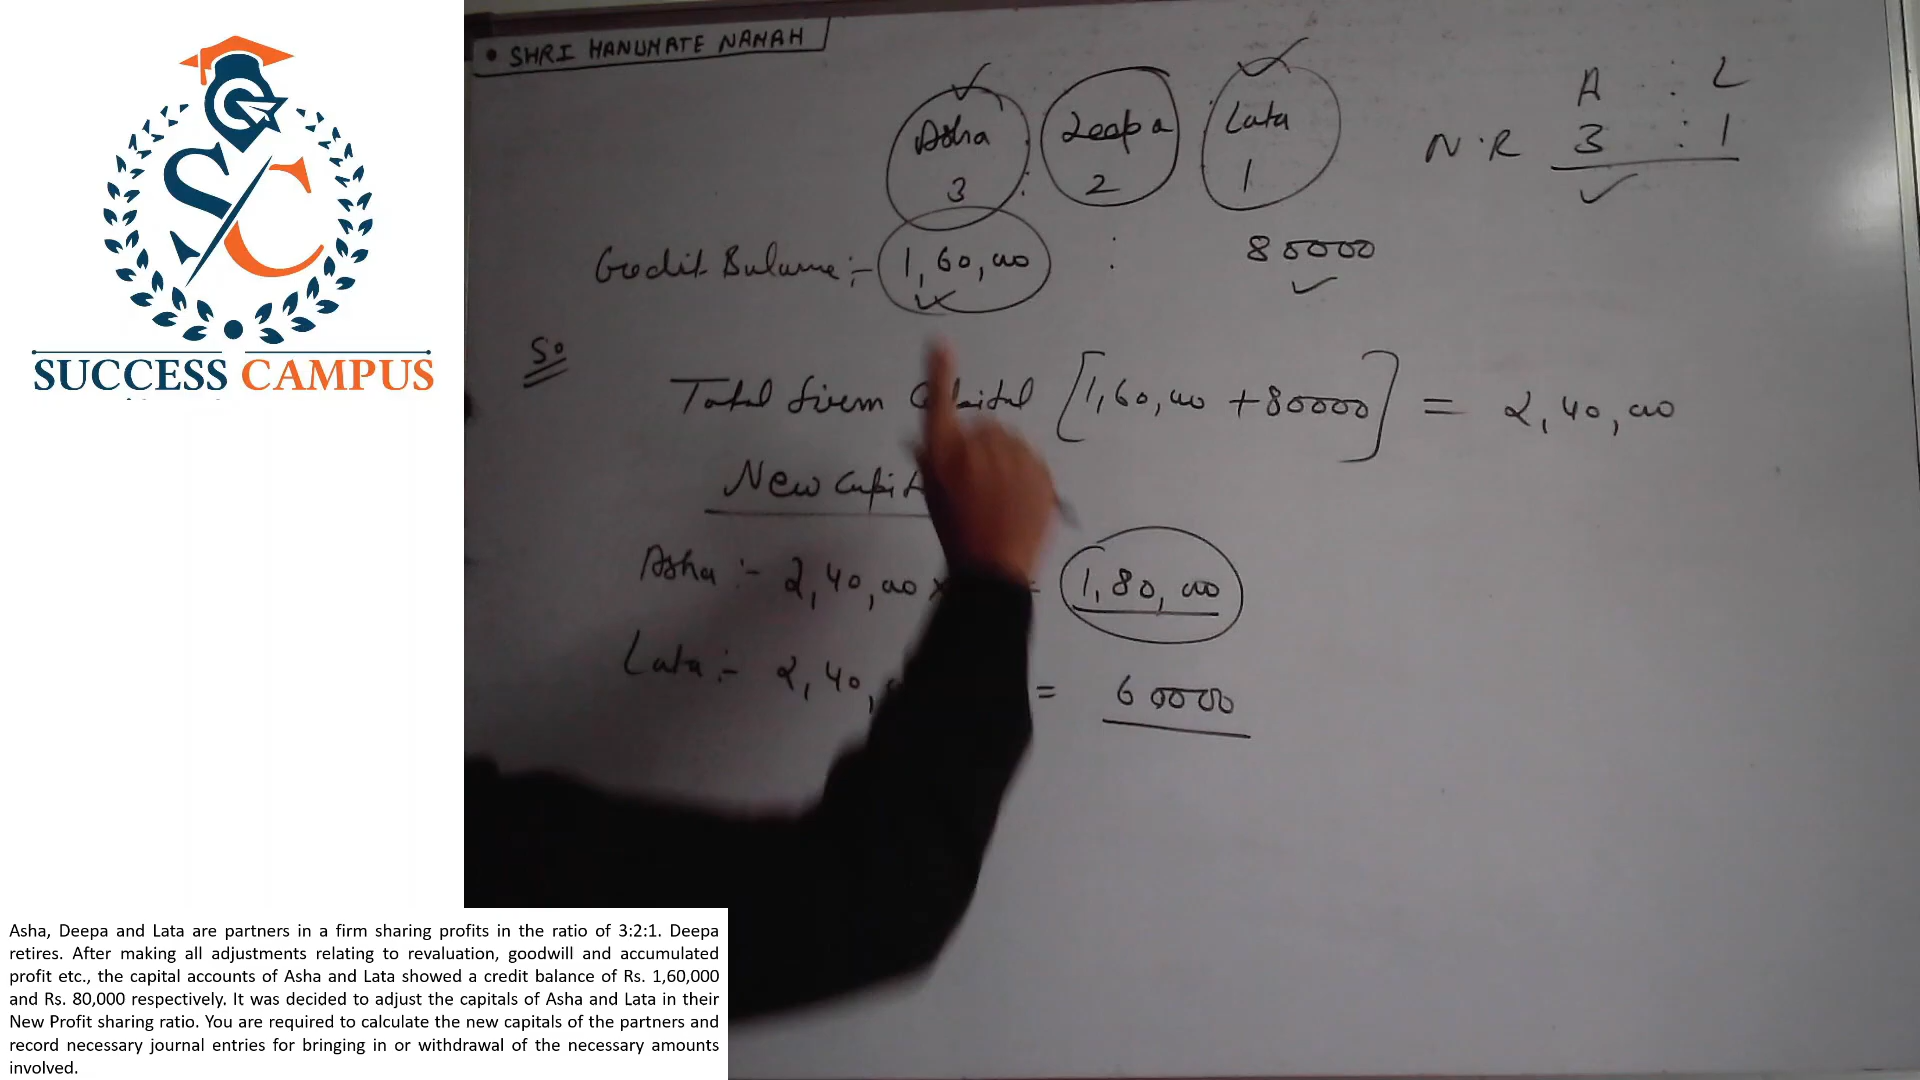 SUCCESS CAMPUS
• SHRI HANUMATE NAMAH
Asha : Deepa : Lata
3 : 2 1
A : L
N.R 3 : 1
Credit Balance :- 1,60,000 : 80000
So
Total firm Capital [1,60,000 + 80000] = 2,40,000
New Capit
Asha :- 2,40,000 × = 1,80,000
Lata :- 2,40, = 60000
Asha, Deepa and Lata are partners in a firm sharing profits in the ratio of 3:2:1. Deepa
retires. After making all adjustments relating to revaluation, goodwill and accumulated
profit etc., the capital accounts of Asha and Lata showed a credit balance of Rs. 1,60,000
and Rs. 80,000 respectively. It was decided to adjust the capitals of Asha and Lata in their
New Profit sharing ratio. You are required to calculate the new capitals of the partners and
record necessary journal entries for bringing in or withdrawal of the necessary amounts
involved.